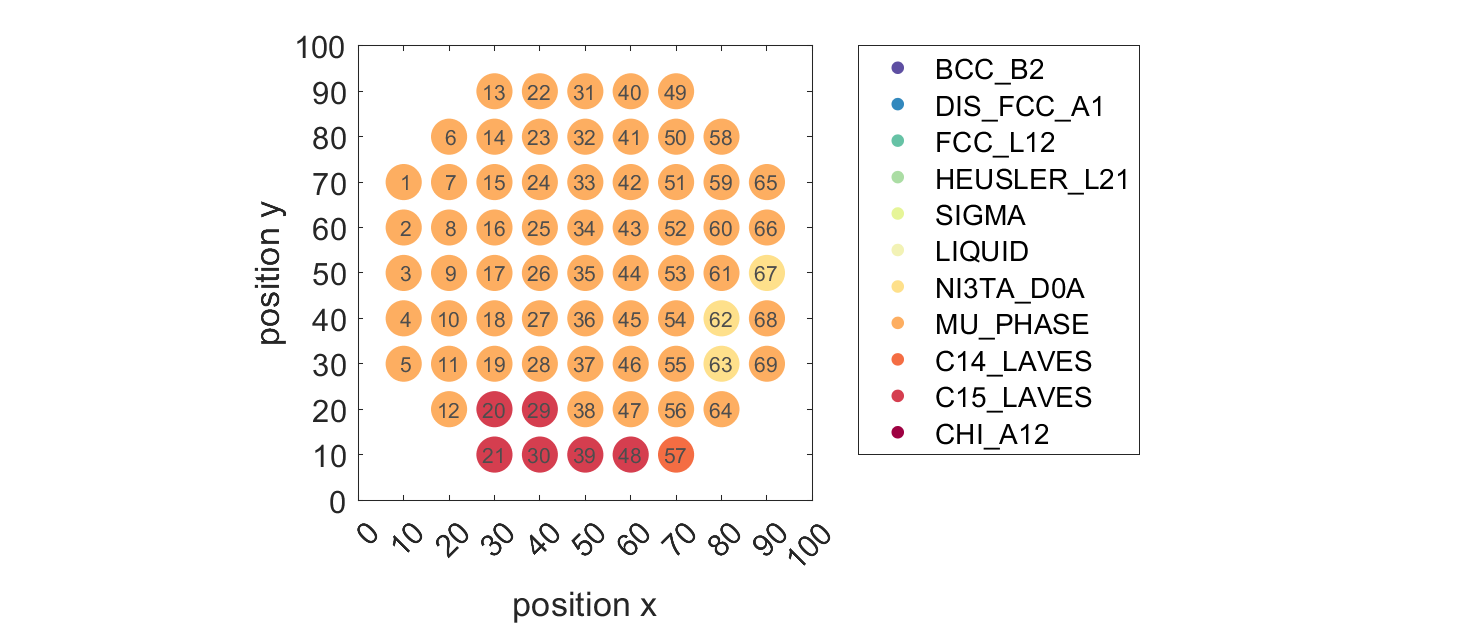 100
90 13 22 31 40 49
80 6 14 23 32 41 50 58
70 1 7 15 24 33 42 51 59 65
60 2 8 16 25 34 43 52 60 66
50 3 9 17 26 35 44 53 61 67
40 4 10 18 27 36 45 54 62 68
30 5 11 19 28 37 46 55 63 69
20 12 20 29 38 47 56 64
10 21 30 39 48 57
0
0 10 20 30 40 50 60 70 80 90 100
position x
position y
BCC_B2
DIS_FCC_A1
FCC_L12
HEUSLER_L21
SIGMA
LIQUID
NI3TA_D0A
MU_PHASE
C14_LAVES
C15_LAVES
CHI_A12